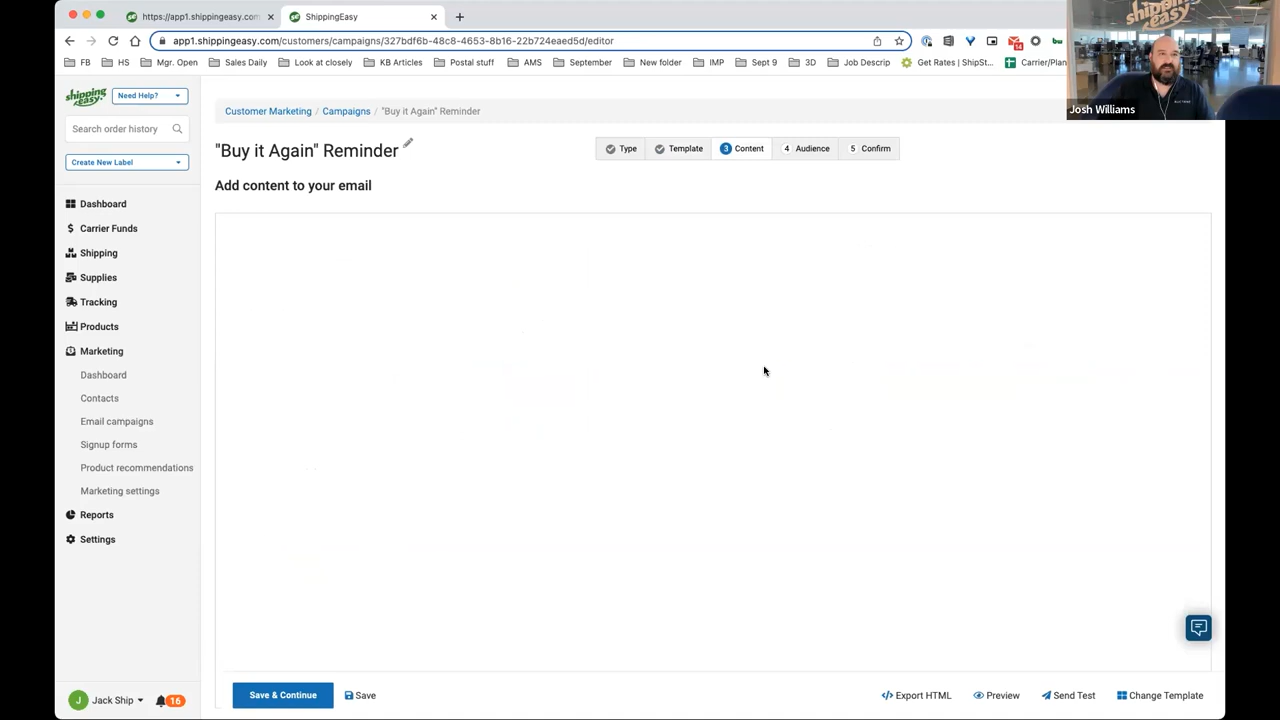 https://app1.shippingeasy.com
ShippingEasy
app1.shippingeasy.com/customers/campaigns/327bdf6b-48c8-4653-8b16-22b724eaed5d/editor
14
FB
HS
Mgr. Open
Sales Daily
Look at closely
KB Articles
Postal stuff
AMS
September
New folder
IMP
Sept 9
3D
Job Descrip
Get Rates | ShipSt...
Carrier/Plan
shipping easy
Josh Williams
shipping easy
Need Help?
Search order history
Create New Label
Dashboard
Carrier Funds
Shipping
Supplies
Tracking
Products
Marketing
Dashboard
Contacts
Email campaigns
Signup forms
Product recommendations
Marketing settings
Reports
Settings
J Jack Ship
16
Customer Marketing / Campaigns / "Buy it Again" Reminder
"Buy it Again" Reminder
Type
Template
3 Content
4 Audience
5 Confirm
Add content to your email
Save & Continue
Save
Export HTML
Preview
Send Test
Change Template